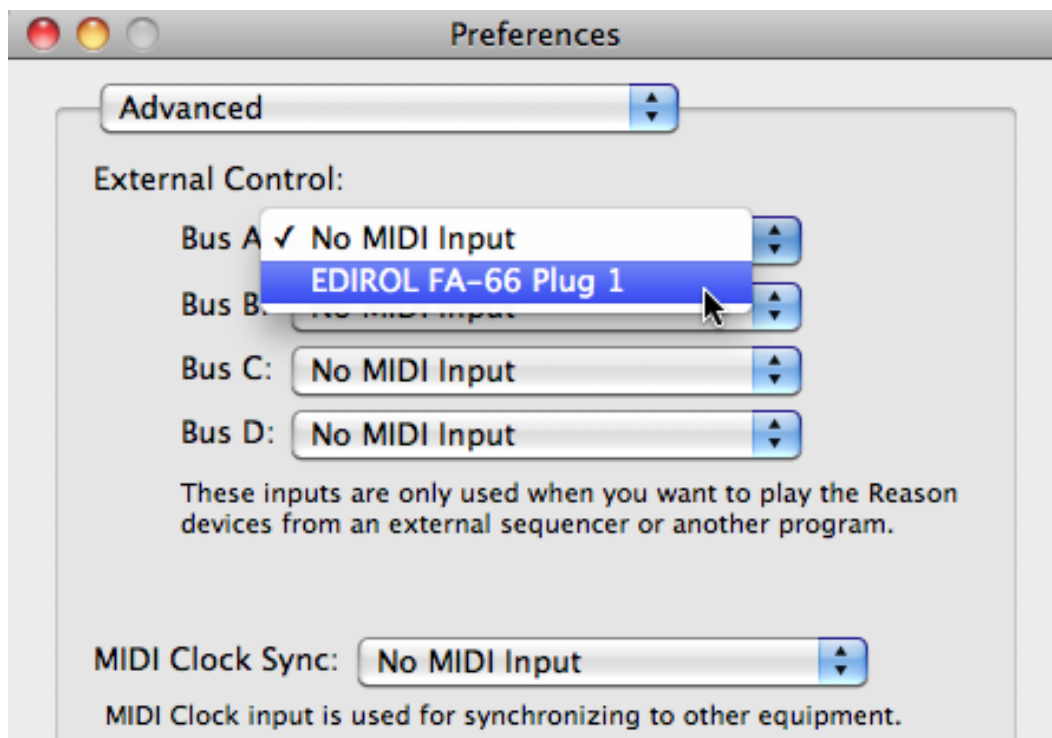 Preferences
Advanced
External Control:
Bus A ✓ No MIDI Input
EDIROL FA-66 Plug 1
Bus B: No MIDI Input
Bus C: No MIDI Input
Bus D: No MIDI Input
These inputs are only used when you want to play the Reason
devices from an external sequencer or another program.
MIDI Clock Sync: No MIDI Input
MIDI Clock input is used for synchronizing to other equipment.